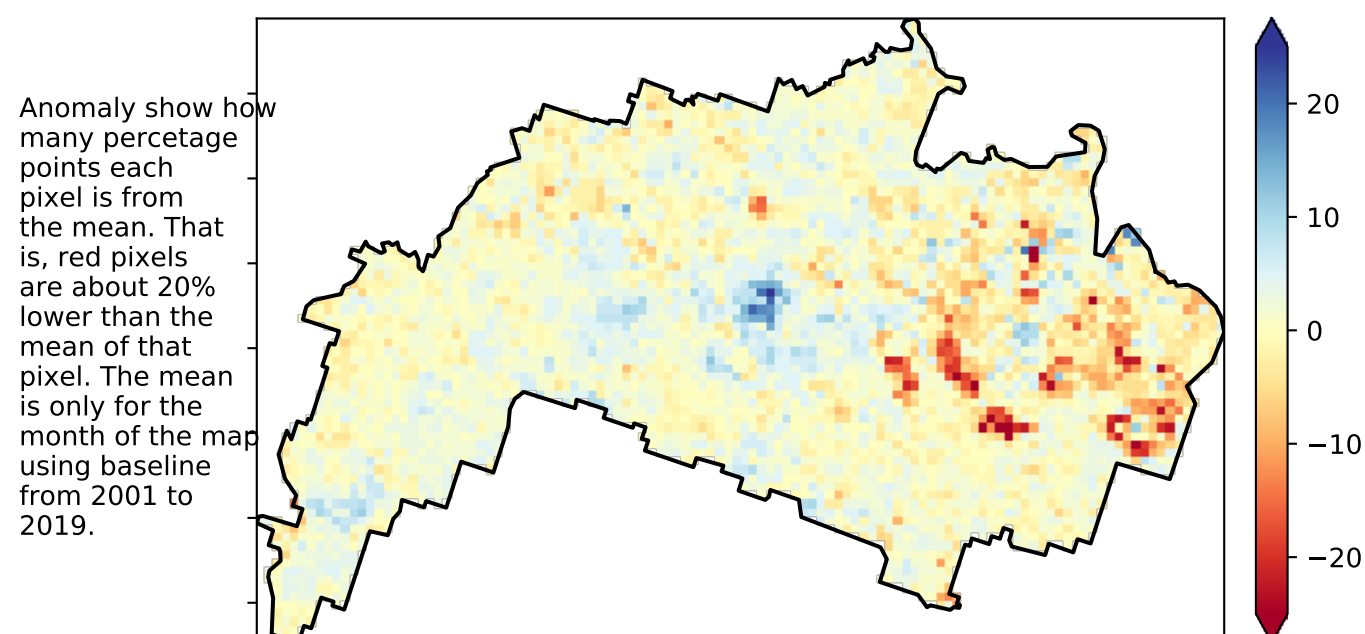 Anomaly show how
many percetage
points each
pixel is from
the mean. That
is, red pixels
are about 20%
lower than the
mean of that
pixel. The mean
is only for the
month of the map
using baseline
from 2001 to
2019.
20
10
0
−10
−20